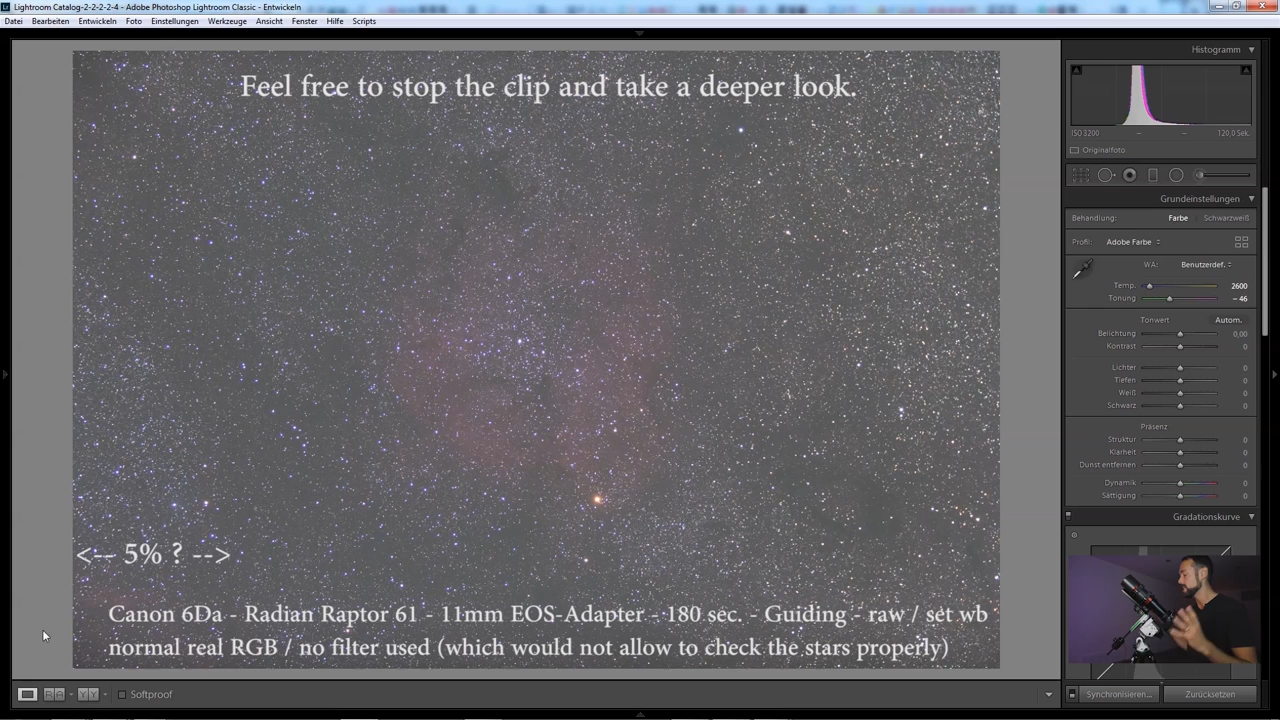 Lightroom Catalog-2-2-2-2-4 - Adobe Photoshop Lightroom Classic - Entwickeln
Datei Bearbeiten Entwickeln Foto Einstellungen Werkzeuge Ansicht Fenster Hilfe Scripts
Histogramm
Feel free to stop the clip and take a deeper look.
ISO 3200 – – 120,0 Sek.
Originalfoto
Grundeinstellungen
Behandlung: Farbe Schwarzweiß
Profil: Adobe Farbe
WA: Benutzerdef.
Temp. 2600
Tonung – 46
Tonwert Autom.
Belichtung 0,00
Kontrast 0
Lichter 0
Tiefen 0
Weiß 0
Schwarz 0
Präsenz
Struktur 0
Klarheit 0
Dunst entfernen 0
Dynamik 0
Sättigung 0
Gradationskurve
<-- 5% ? -->
Canon 6Da - Radian Raptor 61 - 11mm EOS-Adapter - 180 sec. - Guiding - raw / set wb
normal real RGB / no filter used (which would not allow to check the stars properly)
Softproof
Synchronisieren... Zurücksetzen